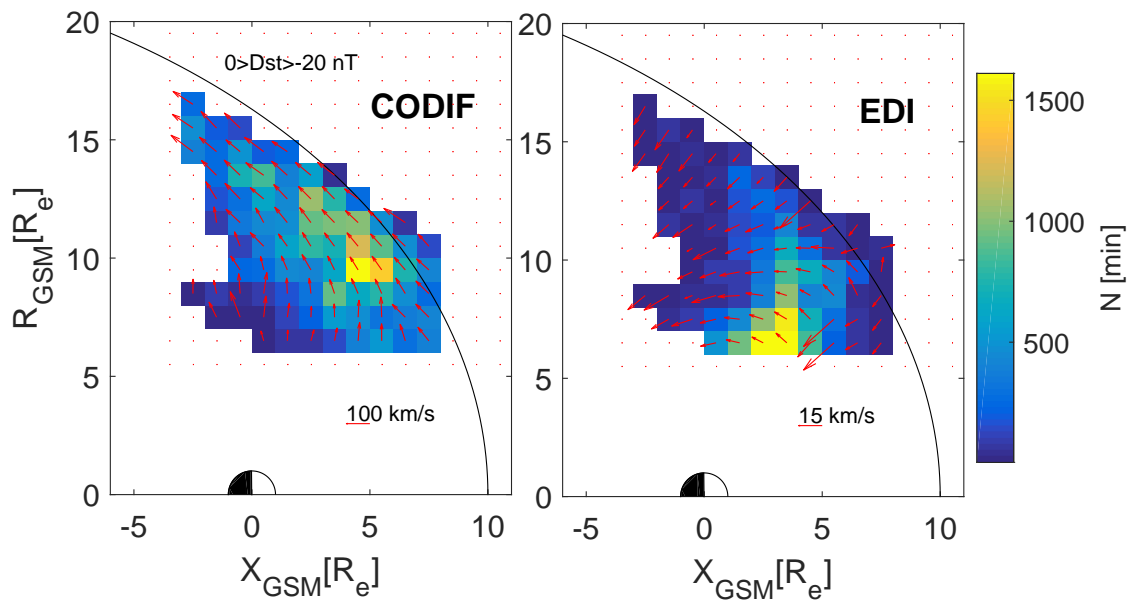 0>Dst>-20 nT
CODIF
20
15
10
5
0
R_GSM[R_e]
100 km/s
-5 0 5 10
X_GSM[R_e]
EDI
20
15
10
5
0
15 km/s
-5 0 5 10
X_GSM[R_e]
1500
1000
500
N [min]